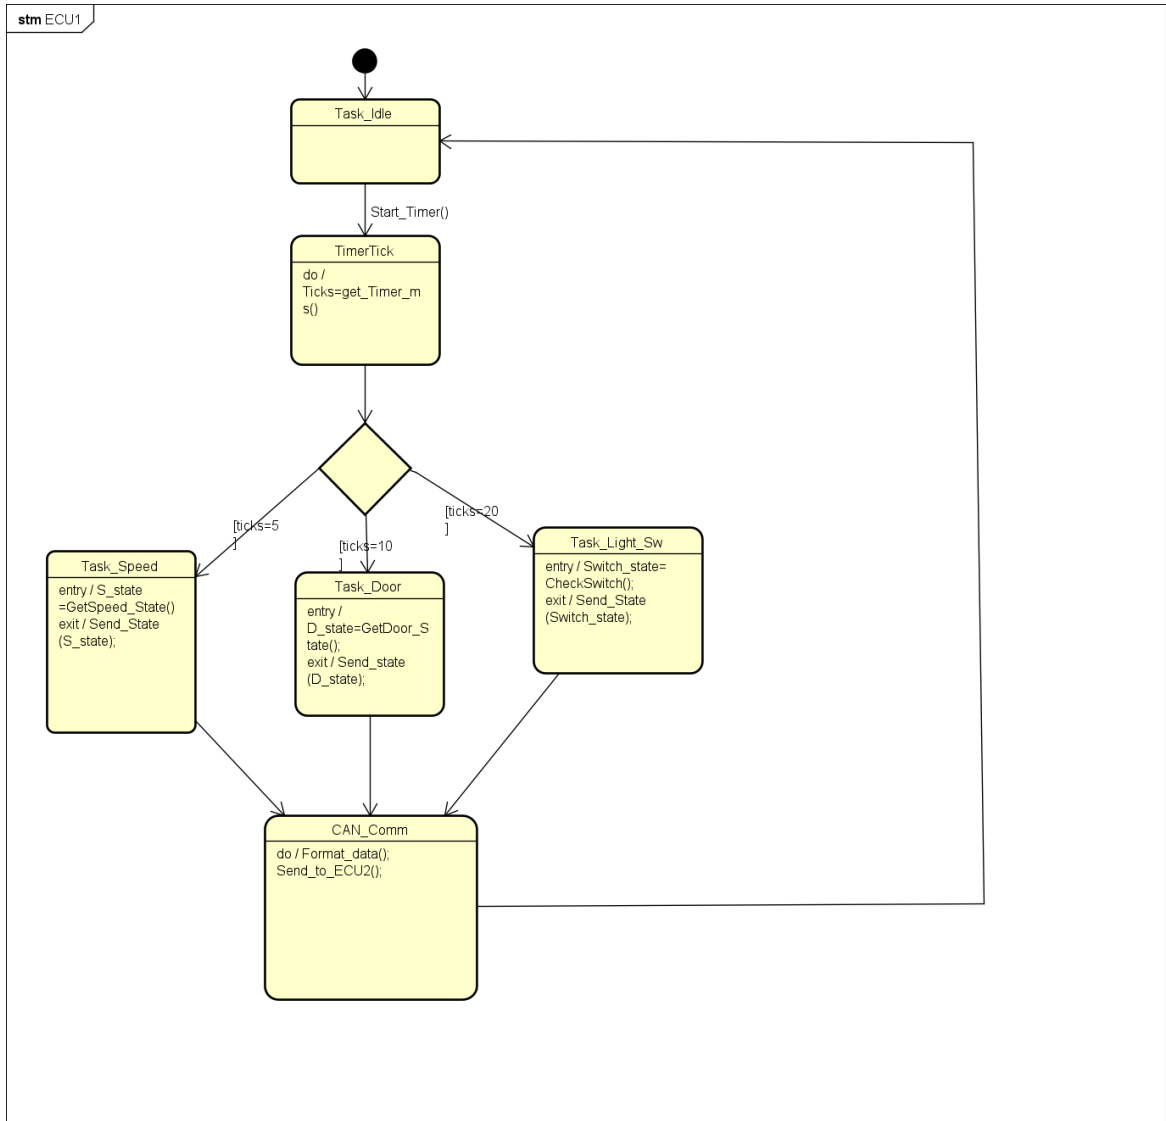 stm ECU1
Task_Idle
Start_Timer()
TimerTick
do /
Ticks=get_Timer_m
s()
[ticks=5
]
[ticks=10
]
[ticks=20
]
Task_Speed
entry / S_state
=GetSpeed_State()
exit / Send_State
(S_state);
Task_Door
entry /
D_state=GetDoor_S
tate();
exit / Send_state
(D_state);
Task_Light_Sw
entry / Switch_state=
CheckSwitch();
exit / Send_State
(Switch_state);
CAN_Comm
do / Format_data();
Send_to_ECU2();